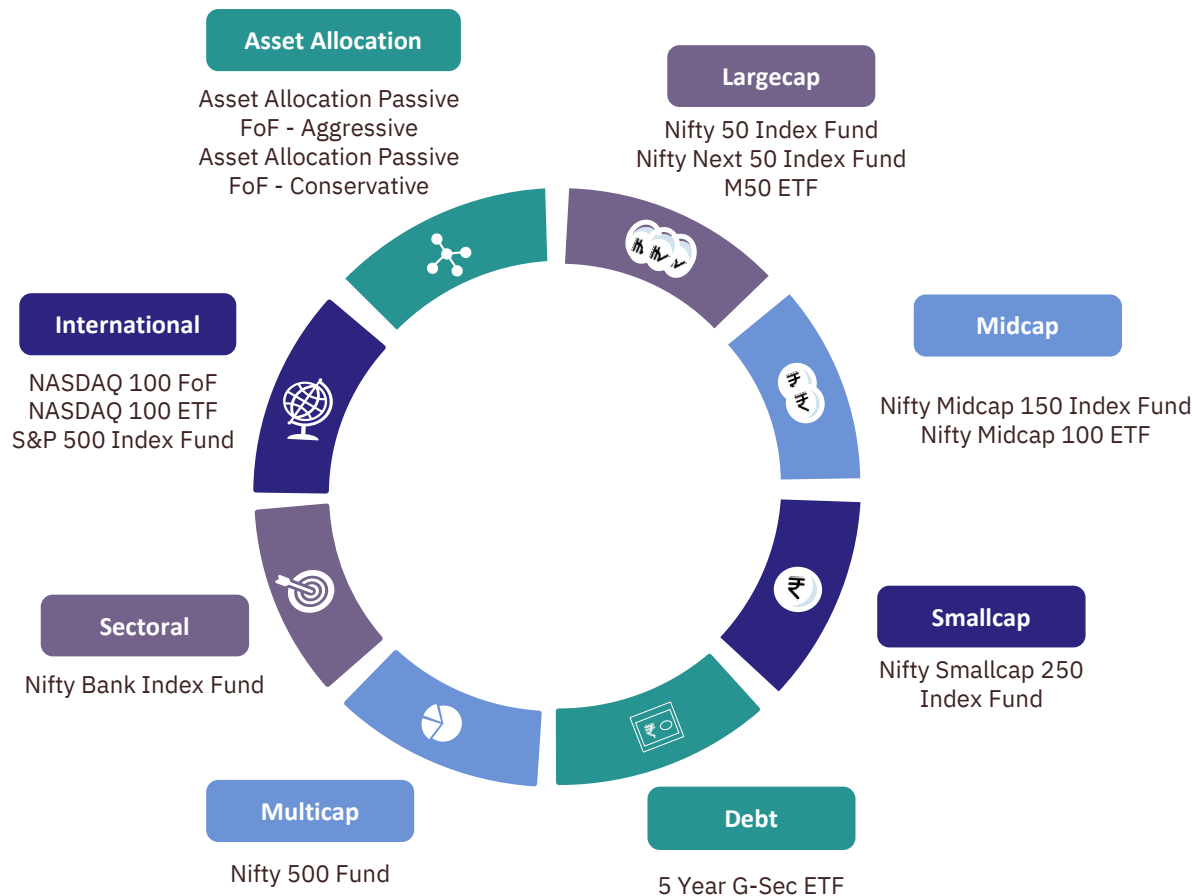 Asset Allocation
Asset Allocation Passive
FoF - Aggressive
Asset Allocation Passive
FoF - Conservative
Largecap
Nifty 50 Index Fund
Nifty Next 50 Index Fund
M50 ETF
International
NASDAQ 100 FoF
NASDAQ 100 ETF
S&P 500 Index Fund
Midcap
Nifty Midcap 150 Index Fund
Nifty Midcap 100 ETF
Sectoral
Nifty Bank Index Fund
Smallcap
Nifty Smallcap 250
Index Fund
Multicap
Nifty 500 Fund
Debt
5 Year G-Sec ETF